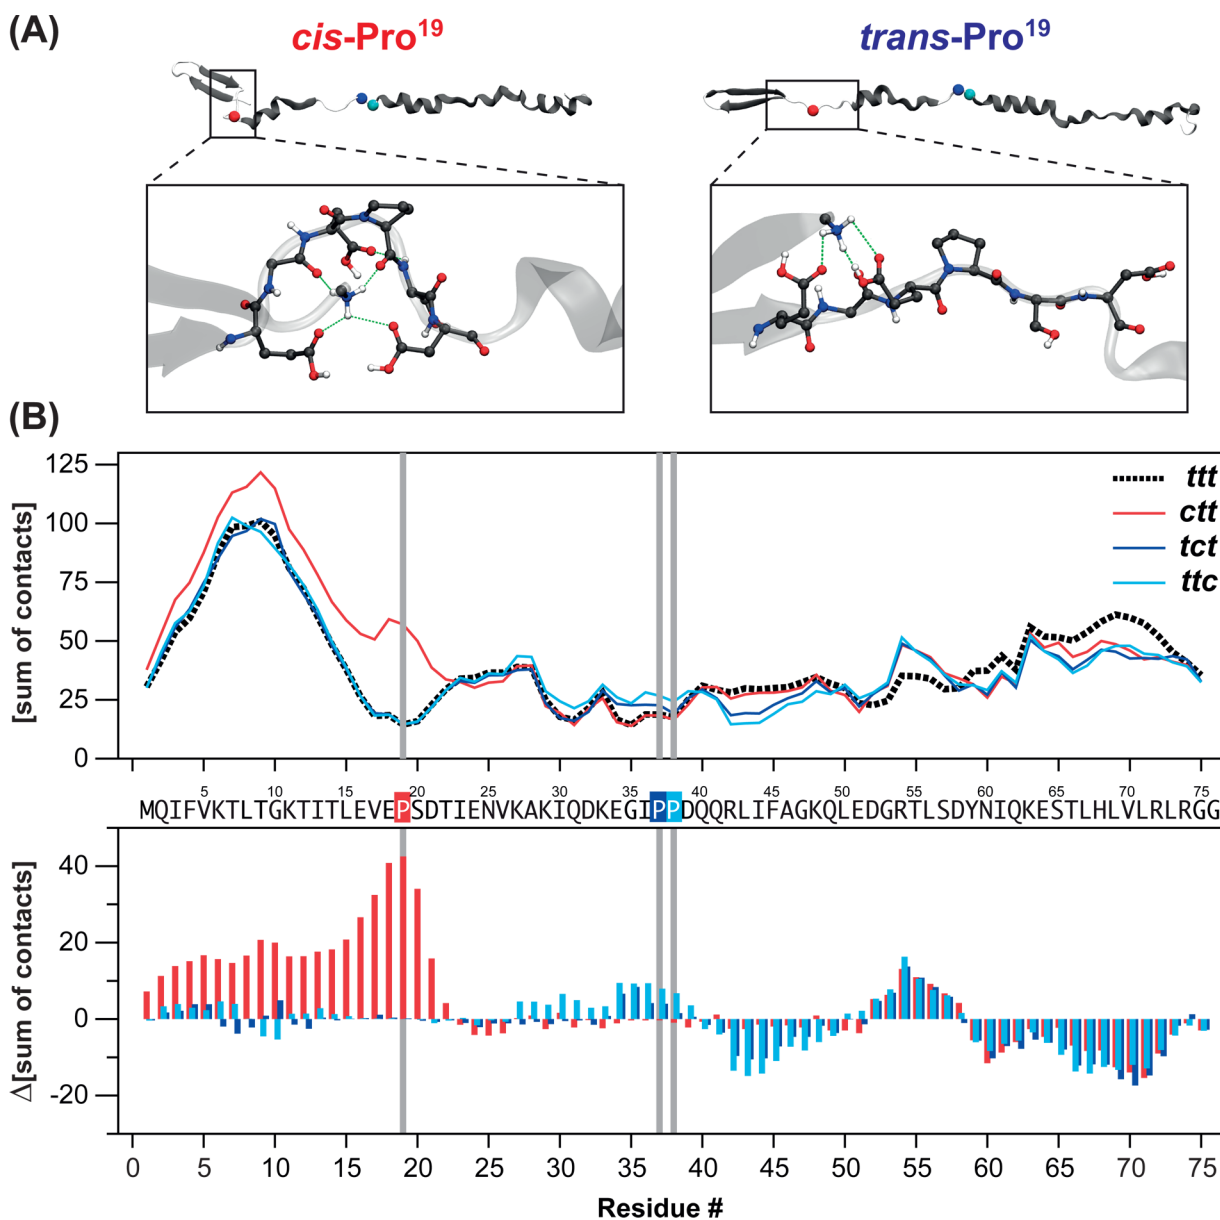 (A)
cis-Pro19
trans-Pro19
(B)
[sum of contacts]
125
100
75
50
25
0
ttt
ctt
tct
ttc
5 10 15 20 25 30 35 40 45 50 55 60 65 70 75
MQIFVKTLTGKTITLEVEPSDTIENVKAKIQDKEGIPPDQQRLIFAGKQLEDGRTLSDYNIQKESTLHLVLRLRGG
Δ[sum of contacts]
40
20
0
-20
0 5 10 15 20 25 30 35 40 45 50 55 60 65 70 75
Residue #